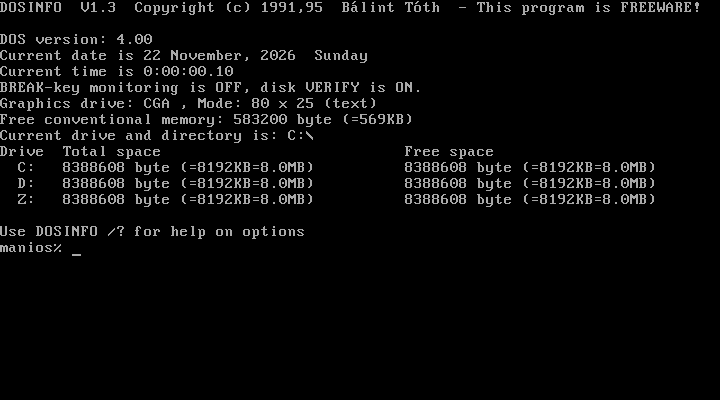 DOSINFO  V1.3  Copyright (c) 1991,95  Bálint Tóth  - This program is FREEWARE!
DOS version: 4.00
Current date is 22 November, 2026  Sunday
Current time is 0:00:00.10
BREAK-key monitoring is OFF, disk VERIFY is ON.
Graphics drive: CGA , Mode: 80 x 25 (text)
Free conventional memory: 583200 byte (=569KB)
Current drive and directory is: C:\
Drive  Total space                           Free space
  C:   8388608 byte (=8192KB=8.0MB)          8388608 byte (=8192KB=8.0MB)
  D:   8388608 byte (=8192KB=8.0MB)          8388608 byte (=8192KB=8.0MB)
  Z:   8388608 byte (=8192KB=8.0MB)          8388608 byte (=8192KB=8.0MB)
Use DOSINFO /? for help on options
manios% _